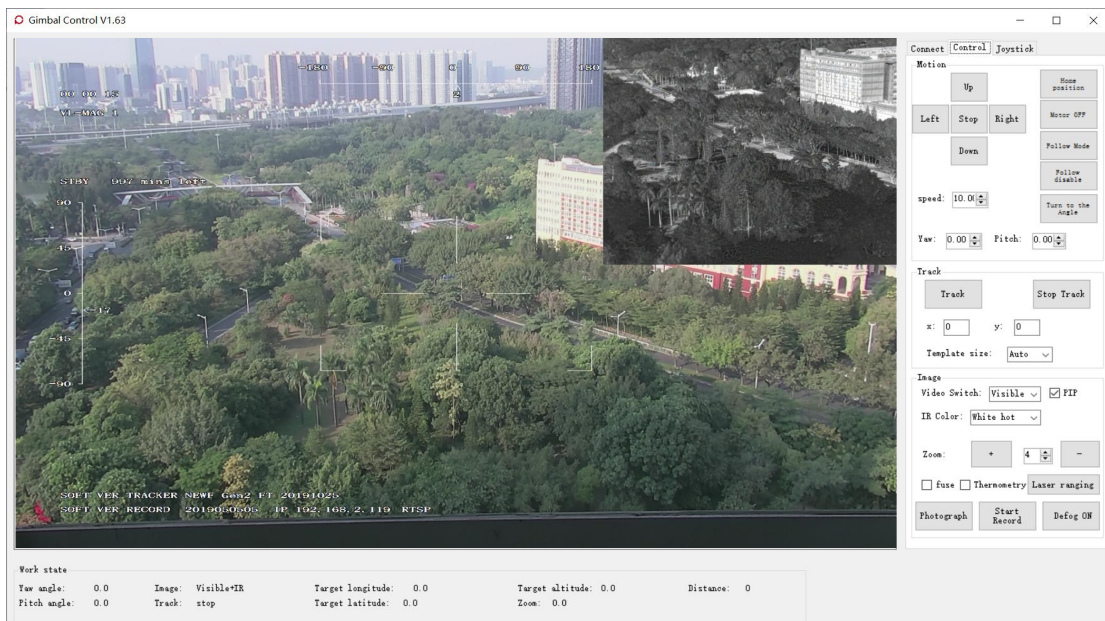 Gimbal Control V1.63
-180 -90 0 90 180
2
00 00 15
VL-MAG 1
STBY 997 mins left
90
45
0
-17
-45
-90
SOFT VER TRACKER NEWF Gen2 FT 20191025
SOFT VER RECORD 2019050505 IP 192.168.2.119 RTSP
Connect Control Joystick
Motion
Up
Home position
Left Stop Right
Motor OFF
Down
Follow Mode
Follow disable
speed: 10.00
Turn to the Angle
Yaw: 0.00 Pitch: 0.00
Track
Track Stop Track
x: 0 y: 0
Template size: Auto
Image
Video Switch: Visible PIP
IR Color: White hot
Zoom: + 4 -
fuse Thermometry Laser ranging
Photograph Start Record Defog ON
Work state
Yaw angle: 0.0 Image: Visible+IR Target longitude: 0.0 Target altitude: 0.0 Distance: 0
Pitch angle: 0.0 Track: stop Target latitude: 0.0 Zoom: 0.0